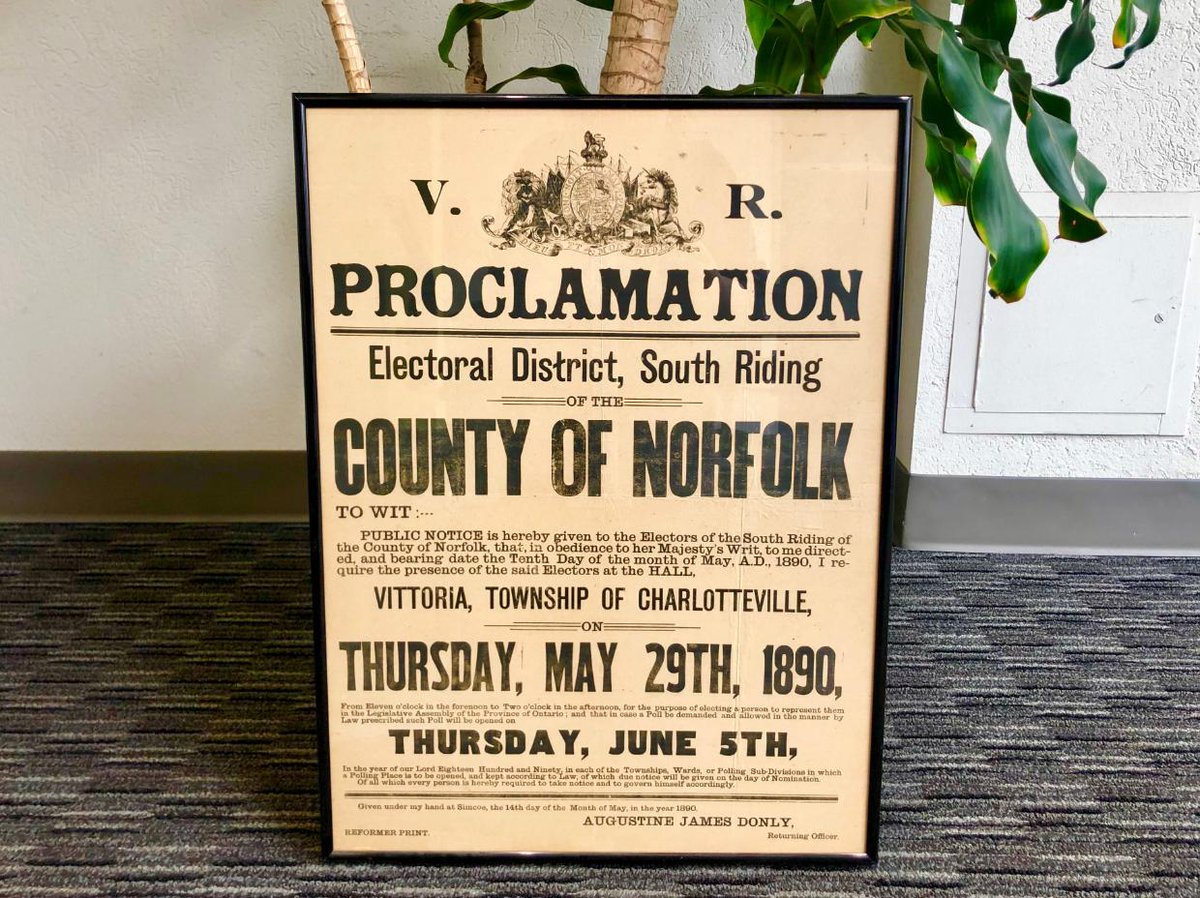 V. R.
PROCLAMATION
Electoral District, South Riding
OF THE
COUNTY OF NORFOLK
TO WIT :---
PUBLIC NOTICE is hereby given to the Electors of the South Riding of
the County of Norfolk, that, in obedience to her Majesty's Writ, to me direct-
ed, and bearing date the Tenth Day of the month of May, A.D., 1890, I re-
quire the presence of the said Electors at the HALL,
VITTORIA, TOWNSHIP OF CHARLOTTEVILLE,
ON
THURSDAY, MAY 29TH, 1890,
From Eleven o'clock in the forenoon to Two o'clock in the afternoon, for the purpose of electing a person to represent them
in the Legislative Assembly of the Province of Ontario ; and that in case a Poll be demanded and allowed in the manner by
Law prescribed such Poll will be opened on
THURSDAY, JUNE 5TH,
In the year of our Lord Eighteen Hundred and Ninety, in each of the Townships, Wards, or Polling Sub-Divisions in which
a Polling Place is to be opened, and kept according to Law, of which due notice will be given on the day of Nomination.
Of all which every person is hereby required to take notice and to govern himself accordingly.
Given under my hand at Simcoe, the 14th day of the Month of May, in the year 1890.
AUGUSTINE JAMES DONLY,
REFORMER PRINT. Returning Officer.